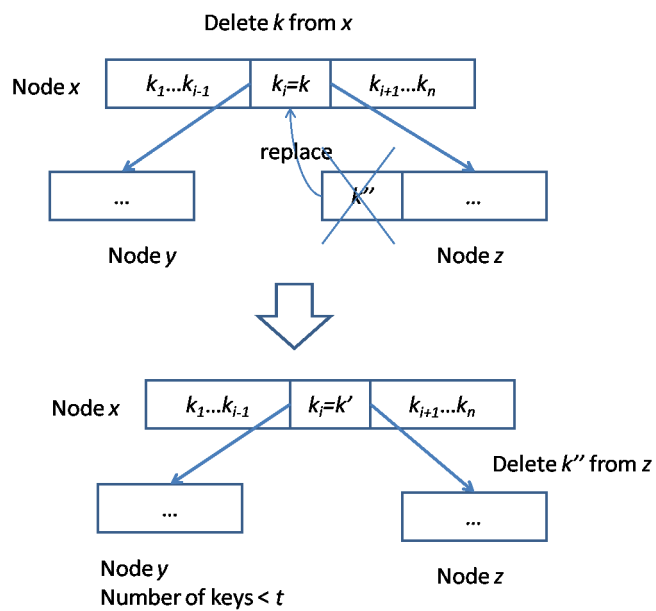 Delete k from x
Node x
k1...ki-1
ki=k
ki+1...kn
replace
...
k''
...
Node y
Node z
Node x
k1...ki-1
ki=k'
ki+1...kn
Delete k'' from z
...
...
Node y
Number of keys < t
Node z